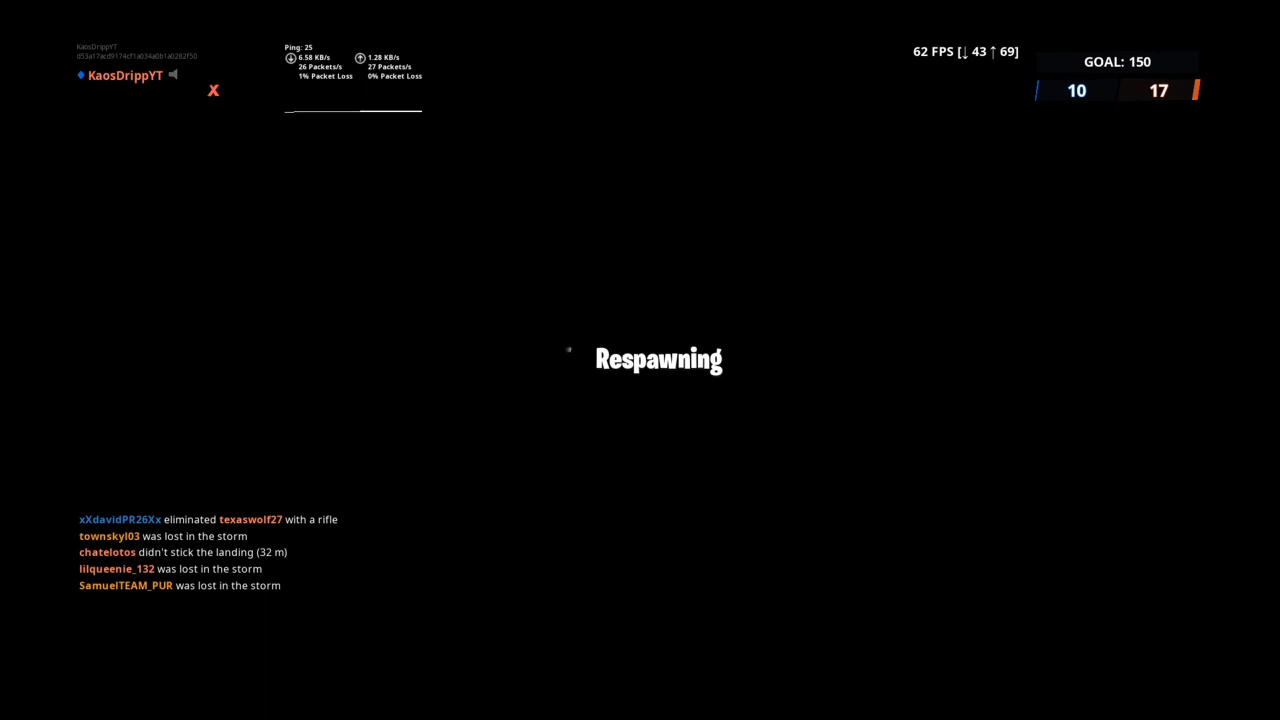 KaosDrippYT
d53a17acd9174cf1a034a0b1a0282f50
KaosDrippYT
X
Ping: 25
6.58 KB/s 1.28 KB/s
26 Packets/s 27 Packets/s
1% Packet Loss 0% Packet Loss
62 FPS [↓ 43 ↑ 69]
GOAL: 150
10 17
Respawning
xXdavidPR26Xx eliminated texaswolf27 with a rifle
townskyl03 was lost in the storm
chatelotos didn't stick the landing (32 m)
lilqueenie_132 was lost in the storm
SamuelTEAM_PUR was lost in the storm